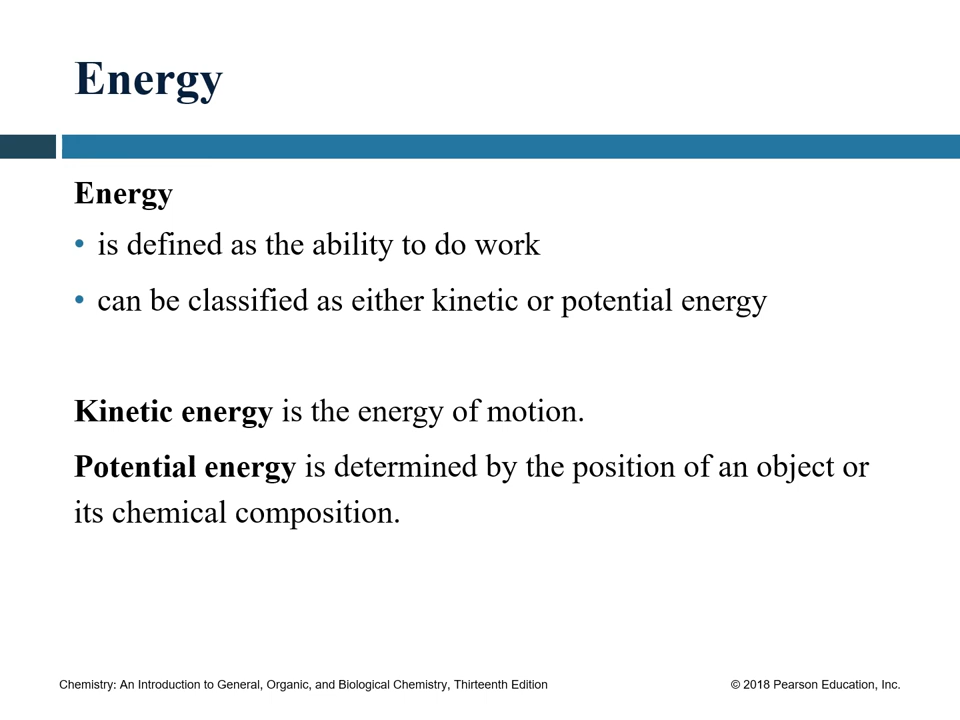 Energy
Energy
• is defined as the ability to do work
• can be classified as either kinetic or potential energy
Kinetic energy is the energy of motion.
Potential energy is determined by the position of an object or
its chemical composition.
Chemistry: An Introduction to General, Organic, and Biological Chemistry, Thirteenth Edition
© 2018 Pearson Education, Inc.